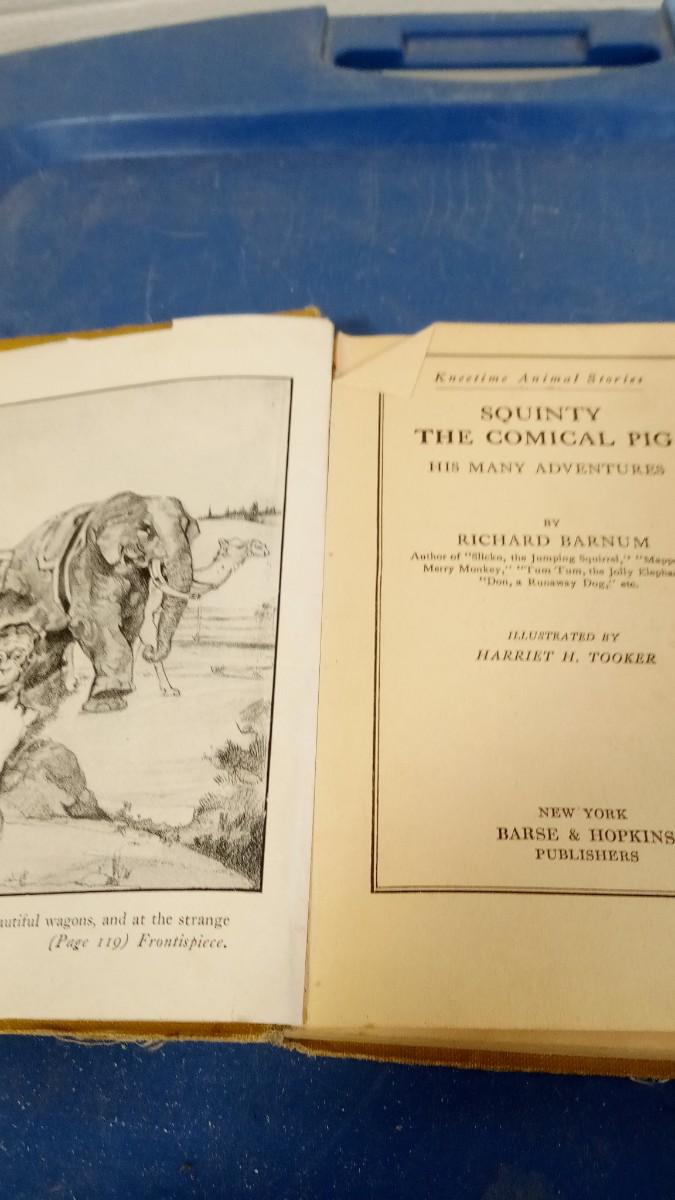 autiful wagons, and at the strange
(Page 119) Frontispiece.
Kneetime Animal Stories
SQUINTY
THE COMICAL PIG
HIS MANY ADVENTURES
BY
RICHARD BARNUM
Author of "Slicko, the Jumping Squirrel," "Mappo
Merry Monkey," "Tum Tum, the Jolly Elepha
"Don, a Runaway Dog," etc.
ILLUSTRATED BY
HARRIET H. TOOKER
NEW YORK
BARSE & HOPKINS
PUBLISHERS